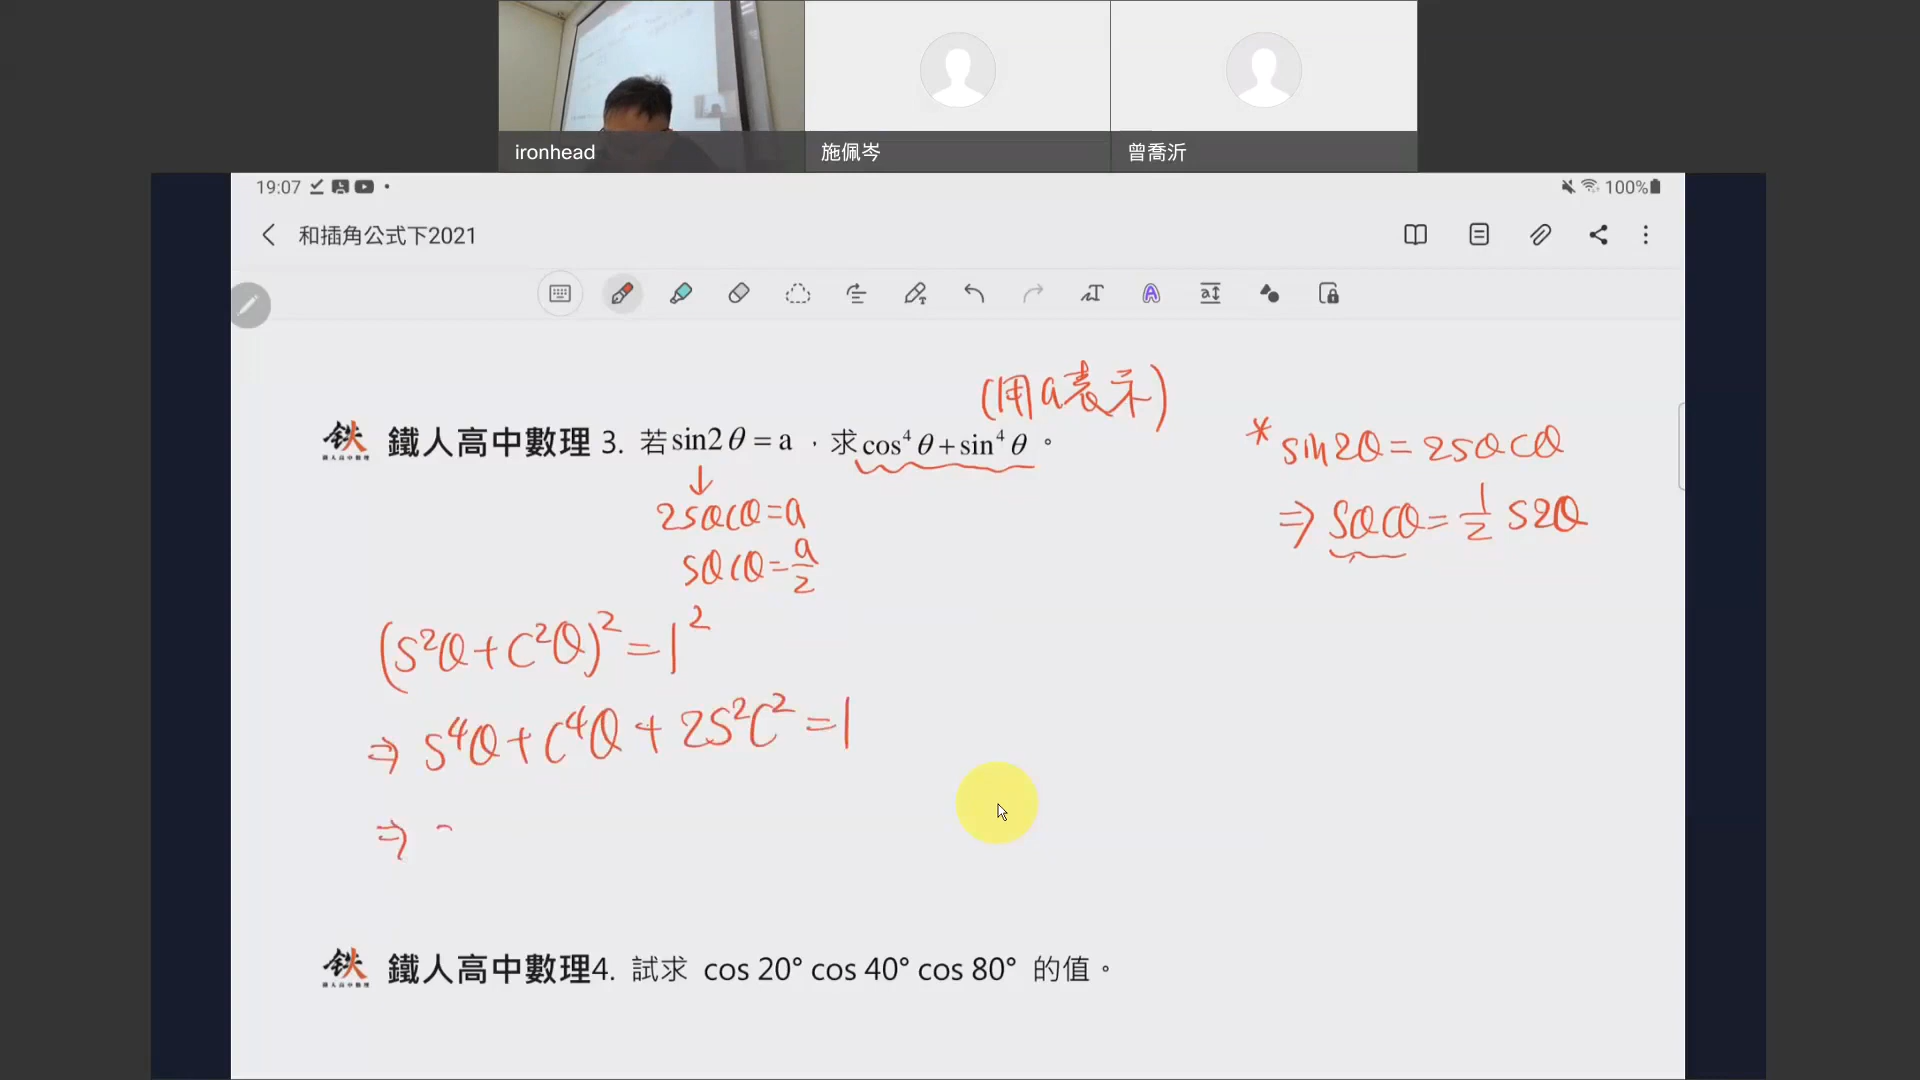 ironhead
施佩岑
曾喬沂
19:07
100%
和插角公式下2021
(用a表示)
鐵人高中數理 3. 若 sin2θ = a ,求 cos⁴θ + sin⁴θ 。
2sθcθ=a
sθcθ=a/2
(s²θ+c²θ)²=1²
⇒ s⁴θ+c⁴θ+2s²c²=1
⇒
* sin2θ=2sθcθ
⇒ sθcθ=1/2 s2θ
鐵人高中數理4. 試求 cos 20° cos 40° cos 80° 的值。